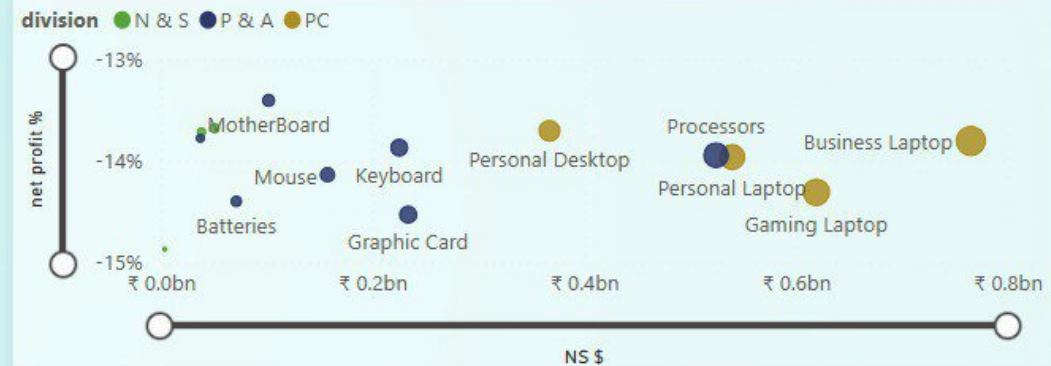 division N & S P & A PC
net profit %
-13%
-14%
-15%
MotherBoard
Processors
Business Laptop
Personal Desktop
Mouse
Keyboard
Personal Laptop
Batteries
Graphic Card
Gaming Laptop
₹ 0.0bn ₹ 0.2bn ₹ 0.4bn ₹ 0.6bn ₹ 0.8bn
NS $